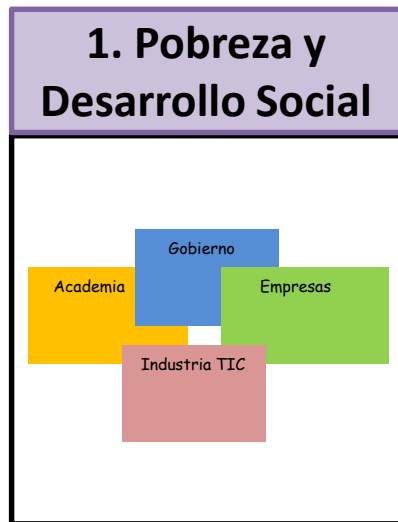 1. Pobreza y
Desarrollo Social
Gobierno
Academia
Empresas
Industria TIC